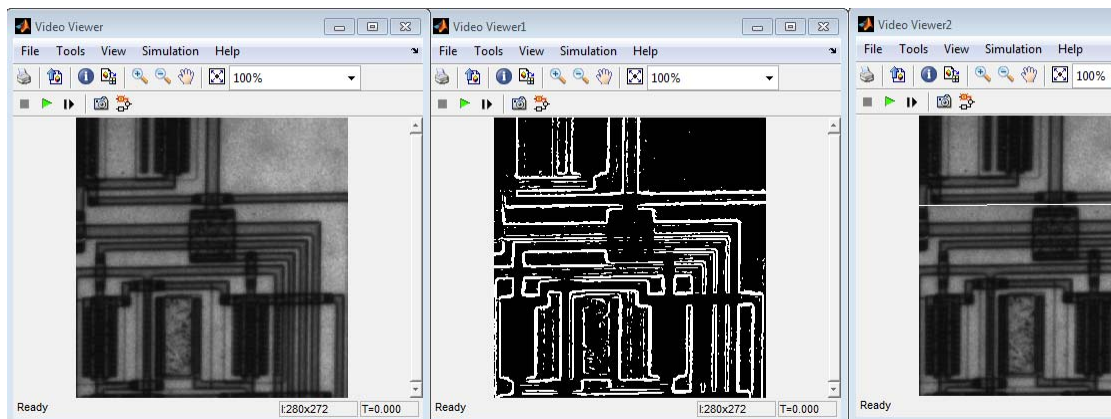 Video Viewer
File Tools View Simulation Help
100%
Ready
I:280x272
T=0.000
Video Viewer1
File Tools View Simulation Help
100%
Ready
I:280x272
T=0.000
Video Viewer2
File Tools View Simulation Help
100%
Ready